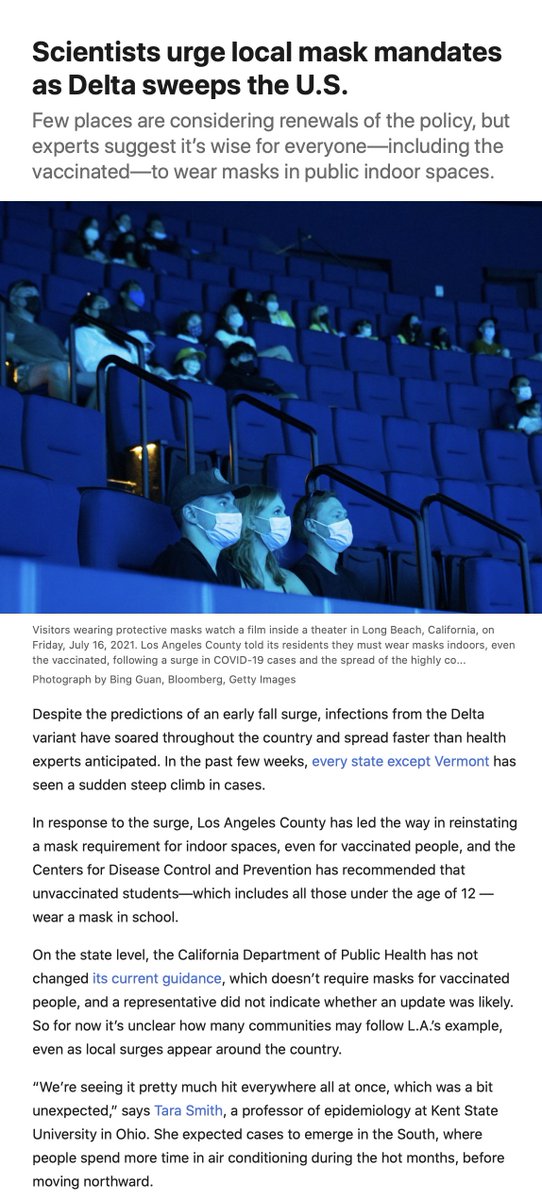 Scientists urge local mask mandates
as Delta sweeps the U.S.
Few places are considering renewals of the policy, but
experts suggest it’s wise for everyone—including the
vaccinated—to wear masks in public indoor spaces.
Visitors wearing protective masks watch a film inside a theater in Long Beach, California, on
Friday, July 16, 2021. Los Angeles County told its residents they must wear masks indoors, even
the vaccinated, following a surge in COVID-19 cases and the spread of the highly co...
Photograph by Bing Guan, Bloomberg, Getty Images
Despite the predictions of an early fall surge, infections from the Delta
variant have soared throughout the country and spread faster than health
experts anticipated. In the past few weeks, every state except Vermont has
seen a sudden steep climb in cases.
In response to the surge, Los Angeles County has led the way in reinstating
a mask requirement for indoor spaces, even for vaccinated people, and the
Centers for Disease Control and Prevention has recommended that
unvaccinated students—which includes all those under the age of 12 —
wear a mask in school.
On the state level, the California Department of Public Health has not
changed its current guidance, which doesn’t require masks for vaccinated
people, and a representative did not indicate whether an update was likely.
So for now it’s unclear how many communities may follow L.A.’s example,
even as local surges appear around the country.
“We’re seeing it pretty much hit everywhere all at once, which was a bit
unexpected,” says Tara Smith, a professor of epidemiology at Kent State
University in Ohio. She expected cases to emerge in the South, where
people spend more time in air conditioning during the hot months, before
moving northward.